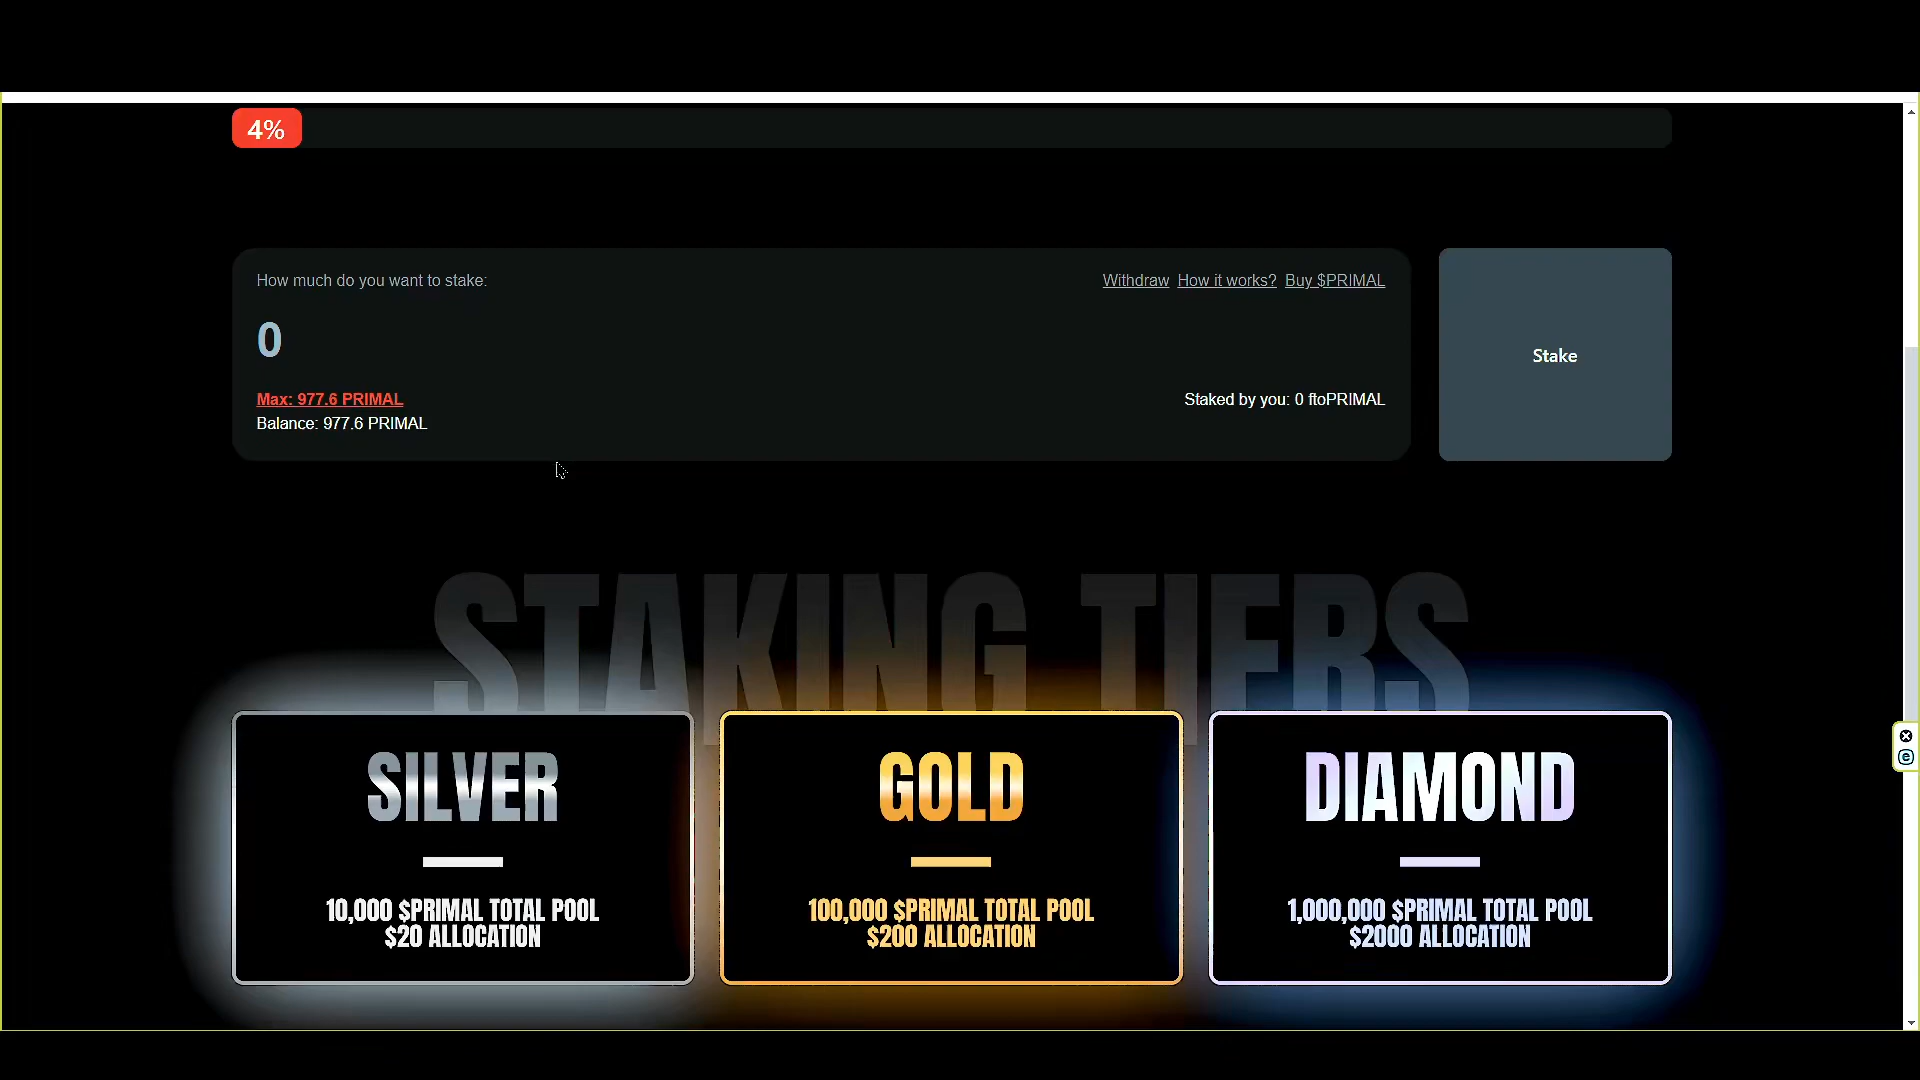 4%
How much do you want to stake:
Withdraw How it works? Buy $PRIMAL
0
Stake
Max: 977.6 PRIMAL
Staked by you: 0 ftoPRIMAL
Balance: 977.6 PRIMAL
STAKING TIERS
SILVER
10,000 $PRIMAL TOTAL POOL
$20 ALLOCATION
GOLD
100,000 $PRIMAL TOTAL POOL
$200 ALLOCATION
DIAMOND
1,000,000 $PRIMAL TOTAL POOL
$2000 ALLOCATION